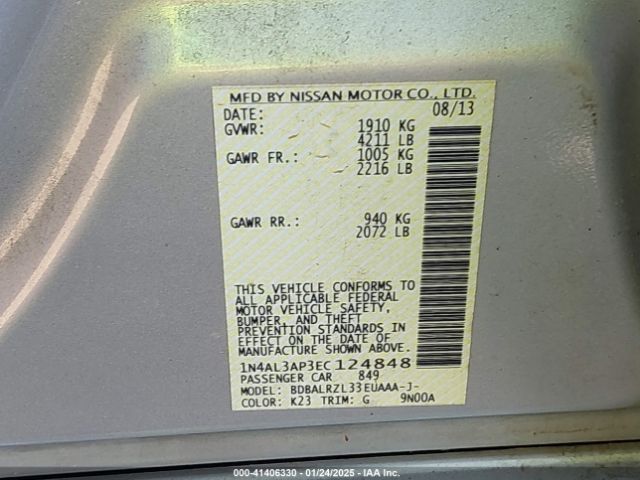 MFD BY NISSAN MOTOR CO., LTD.
DATE: 08/13
GVWR: 1910 KG
4211 LB
GAWR FR.: 1005 KG
2216 LB
GAWR RR.: 940 KG
2072 LB
THIS VEHICLE CONFORMS TO
ALL APPLICABLE FEDERAL
MOTOR VEHICLE SAFETY,
BUMPER, AND THEFT
PREVENTION STANDARDS IN
EFFECT ON THE DATE OF
MANUFACTURE SHOWN ABOVE.
1N4AL3AP3EC124848
PASSENGER CAR 849
MODEL: BDBALRZL33EUAAA-J-
COLOR: K23 TRIM: G 9N00A
000-41406330 - 01/24/2025 - IAA Inc.